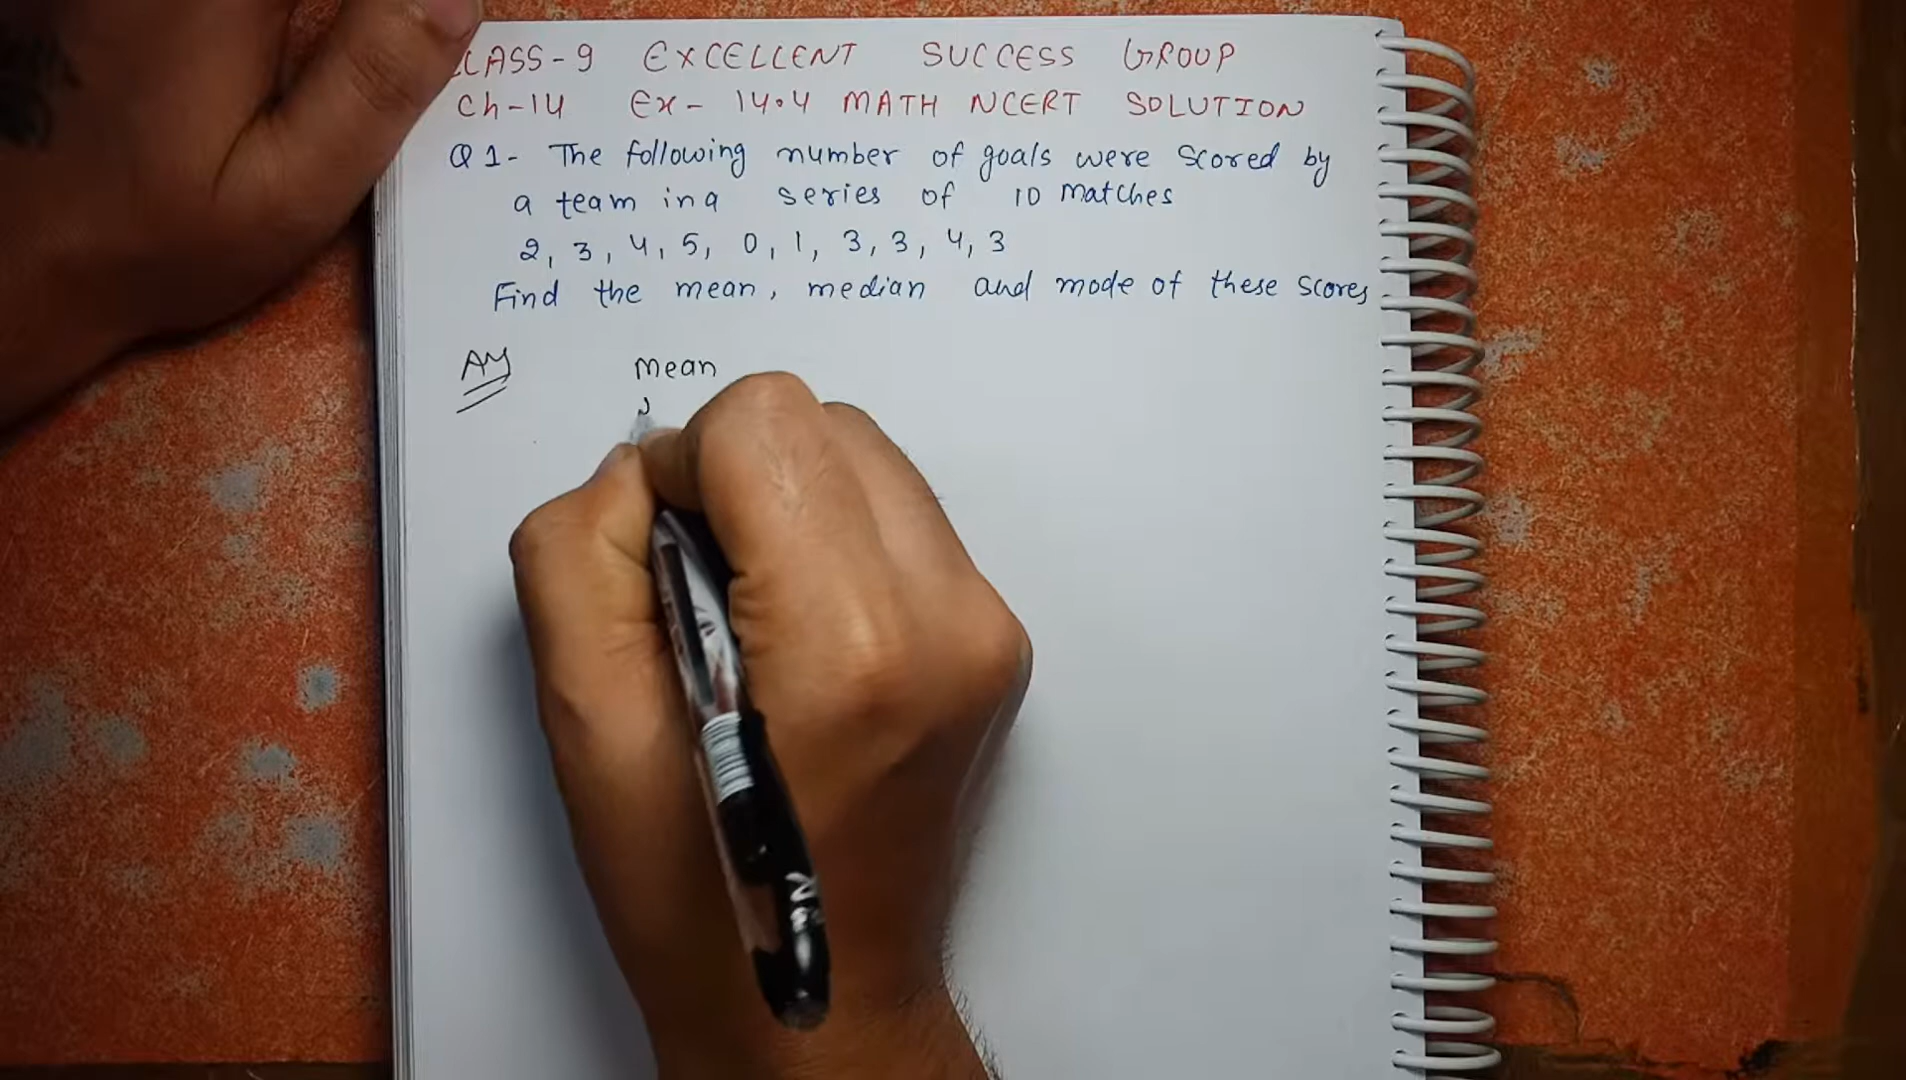 CLASS-9 EXCELLENT SUCCESS GROUP
Ch-14 Ex- 14.4 MATH NCERT SOLUTION
Q1- The following number of goals were scored by
a team in a series of 10 matches
2, 3, 4, 5, 0, 1, 3, 3, 4, 3
Find the mean, median and mode of these scores
mean